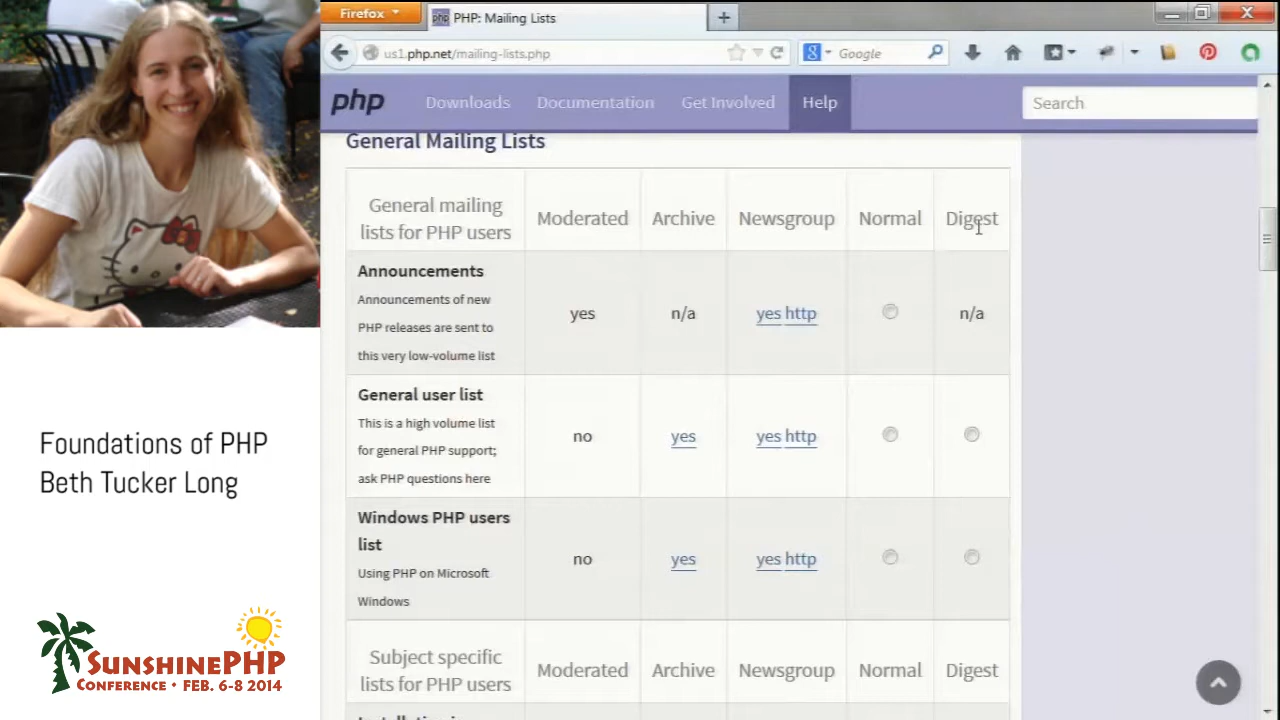 Firefox
php PHP: Mailing Lists
us1.php.net/mailing-lists.php
Google
php
Downloads
Documentation
Get Involved
Help
Search
General Mailing Lists
General mailing
lists for PHP users
Moderated
Archive
Newsgroup
Normal
Digest
Announcements
Announcements of new
PHP releases are sent to
this very low-volume list
yes
n/a
yes http
n/a
General user list
This is a high volume list
for general PHP support;
ask PHP questions here
no
yes
yes http
Windows PHP users
list
Using PHP on Microsoft
Windows
no
yes
yes http
Subject specific
lists for PHP users
Moderated
Archive
Newsgroup
Normal
Digest
Foundations of PHP
Beth Tucker Long
SunshinePHP
Conference • Feb. 6-8 2014